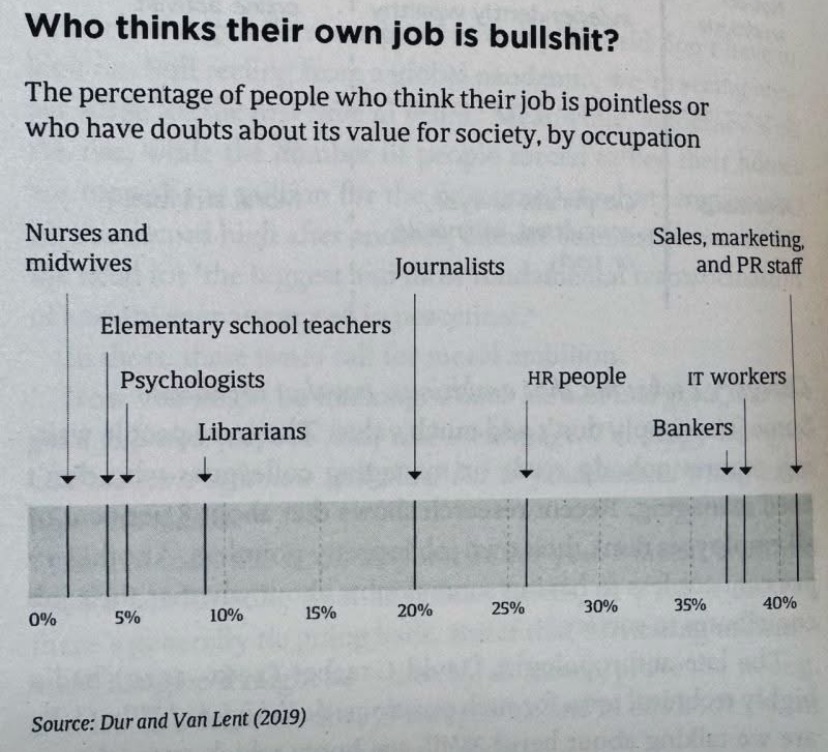 Who thinks their own job is bullshit?
The percentage of people who think their job is pointless or
who have doubts about its value for society, by occupation
Nurses and
midwives
Journalists
Sales, marketing,
and PR staff
Elementary school teachers
Psychologists
HR people
IT workers
Librarians
Bankers
0% 5% 10% 15% 20% 25% 30% 35% 40%
Source: Dur and Van Lent (2019)